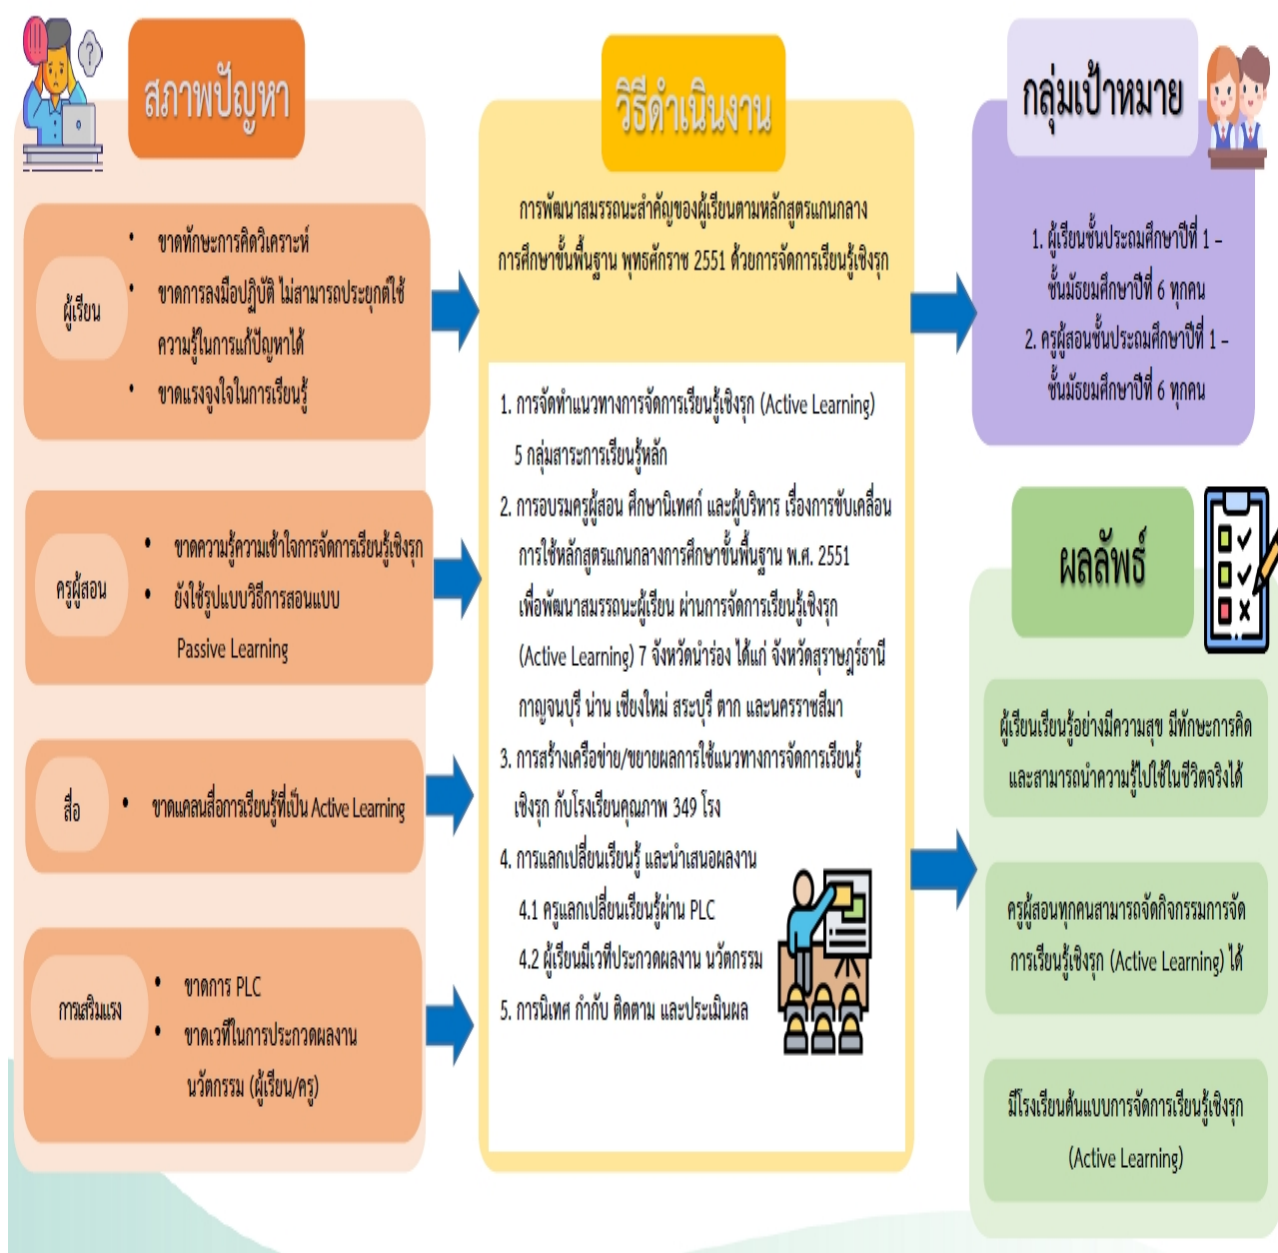 สภาพปัญหา
ผู้เรียน
• ขาดทักษะการคิดวิเคราะห์
• ขาดการลงมือปฏิบัติ ไม่สามารถประยุกต์ใช้
ความรู้ในการแก้ปัญหาได้
• ขาดแรงจูงใจในการเรียนรู้
ครูผู้สอน
• ขาดความรู้ความเข้าใจการจัดการเรียนรู้เชิงรุก
• ยังใช้รูปแบบวิธีการสอนแบบ
Passive Learning
สื่อ
• ขาดแคลนสื่อการเรียนรู้ที่เป็น Active Learning
การเสริมแรง
• ขาดการ PLC
• ขาดเวทีในการประกวดผลงาน
นวัตกรรม (ผู้เรียน/ครู)
วิธีดำเนินงาน
การพัฒนาสมรรถนะสำคัญของผู้เรียนตามหลักสูตรแกนกลาง
การศึกษาขั้นพื้นฐาน พุทธศักราช 2551 ด้วยการจัดการเรียนรู้เชิงรุก
1. การจัดทำแนวทางการจัดการเรียนรู้เชิงรุก (Active Learning)
5 กลุ่มสาระการเรียนรู้หลัก
2. การอบรมครูผู้สอน ศึกษานิเทศก์ และผู้บริหาร เรื่องการขับเคลื่อน
การใช้หลักสูตรแกนกลางการศึกษาขั้นพื้นฐาน พ.ศ. 2551
เพื่อพัฒนาสมรรถนะผู้เรียน ผ่านการจัดการเรียนรู้เชิงรุก
(Active Learning) 7 จังหวัดนำร่อง ได้แก่ จังหวัดสุราษฎร์ธานี
กาญจนบุรี น่าน เชียงใหม่ สระบุรี ตาก และนครราชสีมา
3. การสร้างเครือข่าย/ขยายผลการใช้แนวทางการจัดการเรียนรู้
เชิงรุก กับโรงเรียนคุณภาพ 349 โรง
4. การแลกเปลี่ยนเรียนรู้ และนำเสนอผลงาน
4.1 ครูแลกเปลี่ยนเรียนรู้ผ่าน PLC
4.2 ผู้เรียนมีเวทีประกวดผลงาน นวัตกรรม
5. การนิเทศ กำกับ ติดตาม และประเมินผล
กลุ่มเป้าหมาย
1. ผู้เรียนชั้นประถมศึกษาปีที่ 1 –
ชั้นมัธยมศึกษาปีที่ 6 ทุกคน
2. ครูผู้สอนชั้นประถมศึกษาปีที่ 1 –
ชั้นมัธยมศึกษาปีที่ 6 ทุกคน
ผลลัพธ์
ผู้เรียนเรียนรู้อย่างมีความสุข มีทักษะการคิด
และสามารถนำความรู้ไปใช้ในชีวิตจริงได้
ครูผู้สอนทุกคนสามารถจัดกิจกรรมการจัด
การเรียนรู้เชิงรุก (Active Learning) ได้
มีโรงเรียนต้นแบบการจัดการเรียนรู้เชิงรุก
(Active Learning)